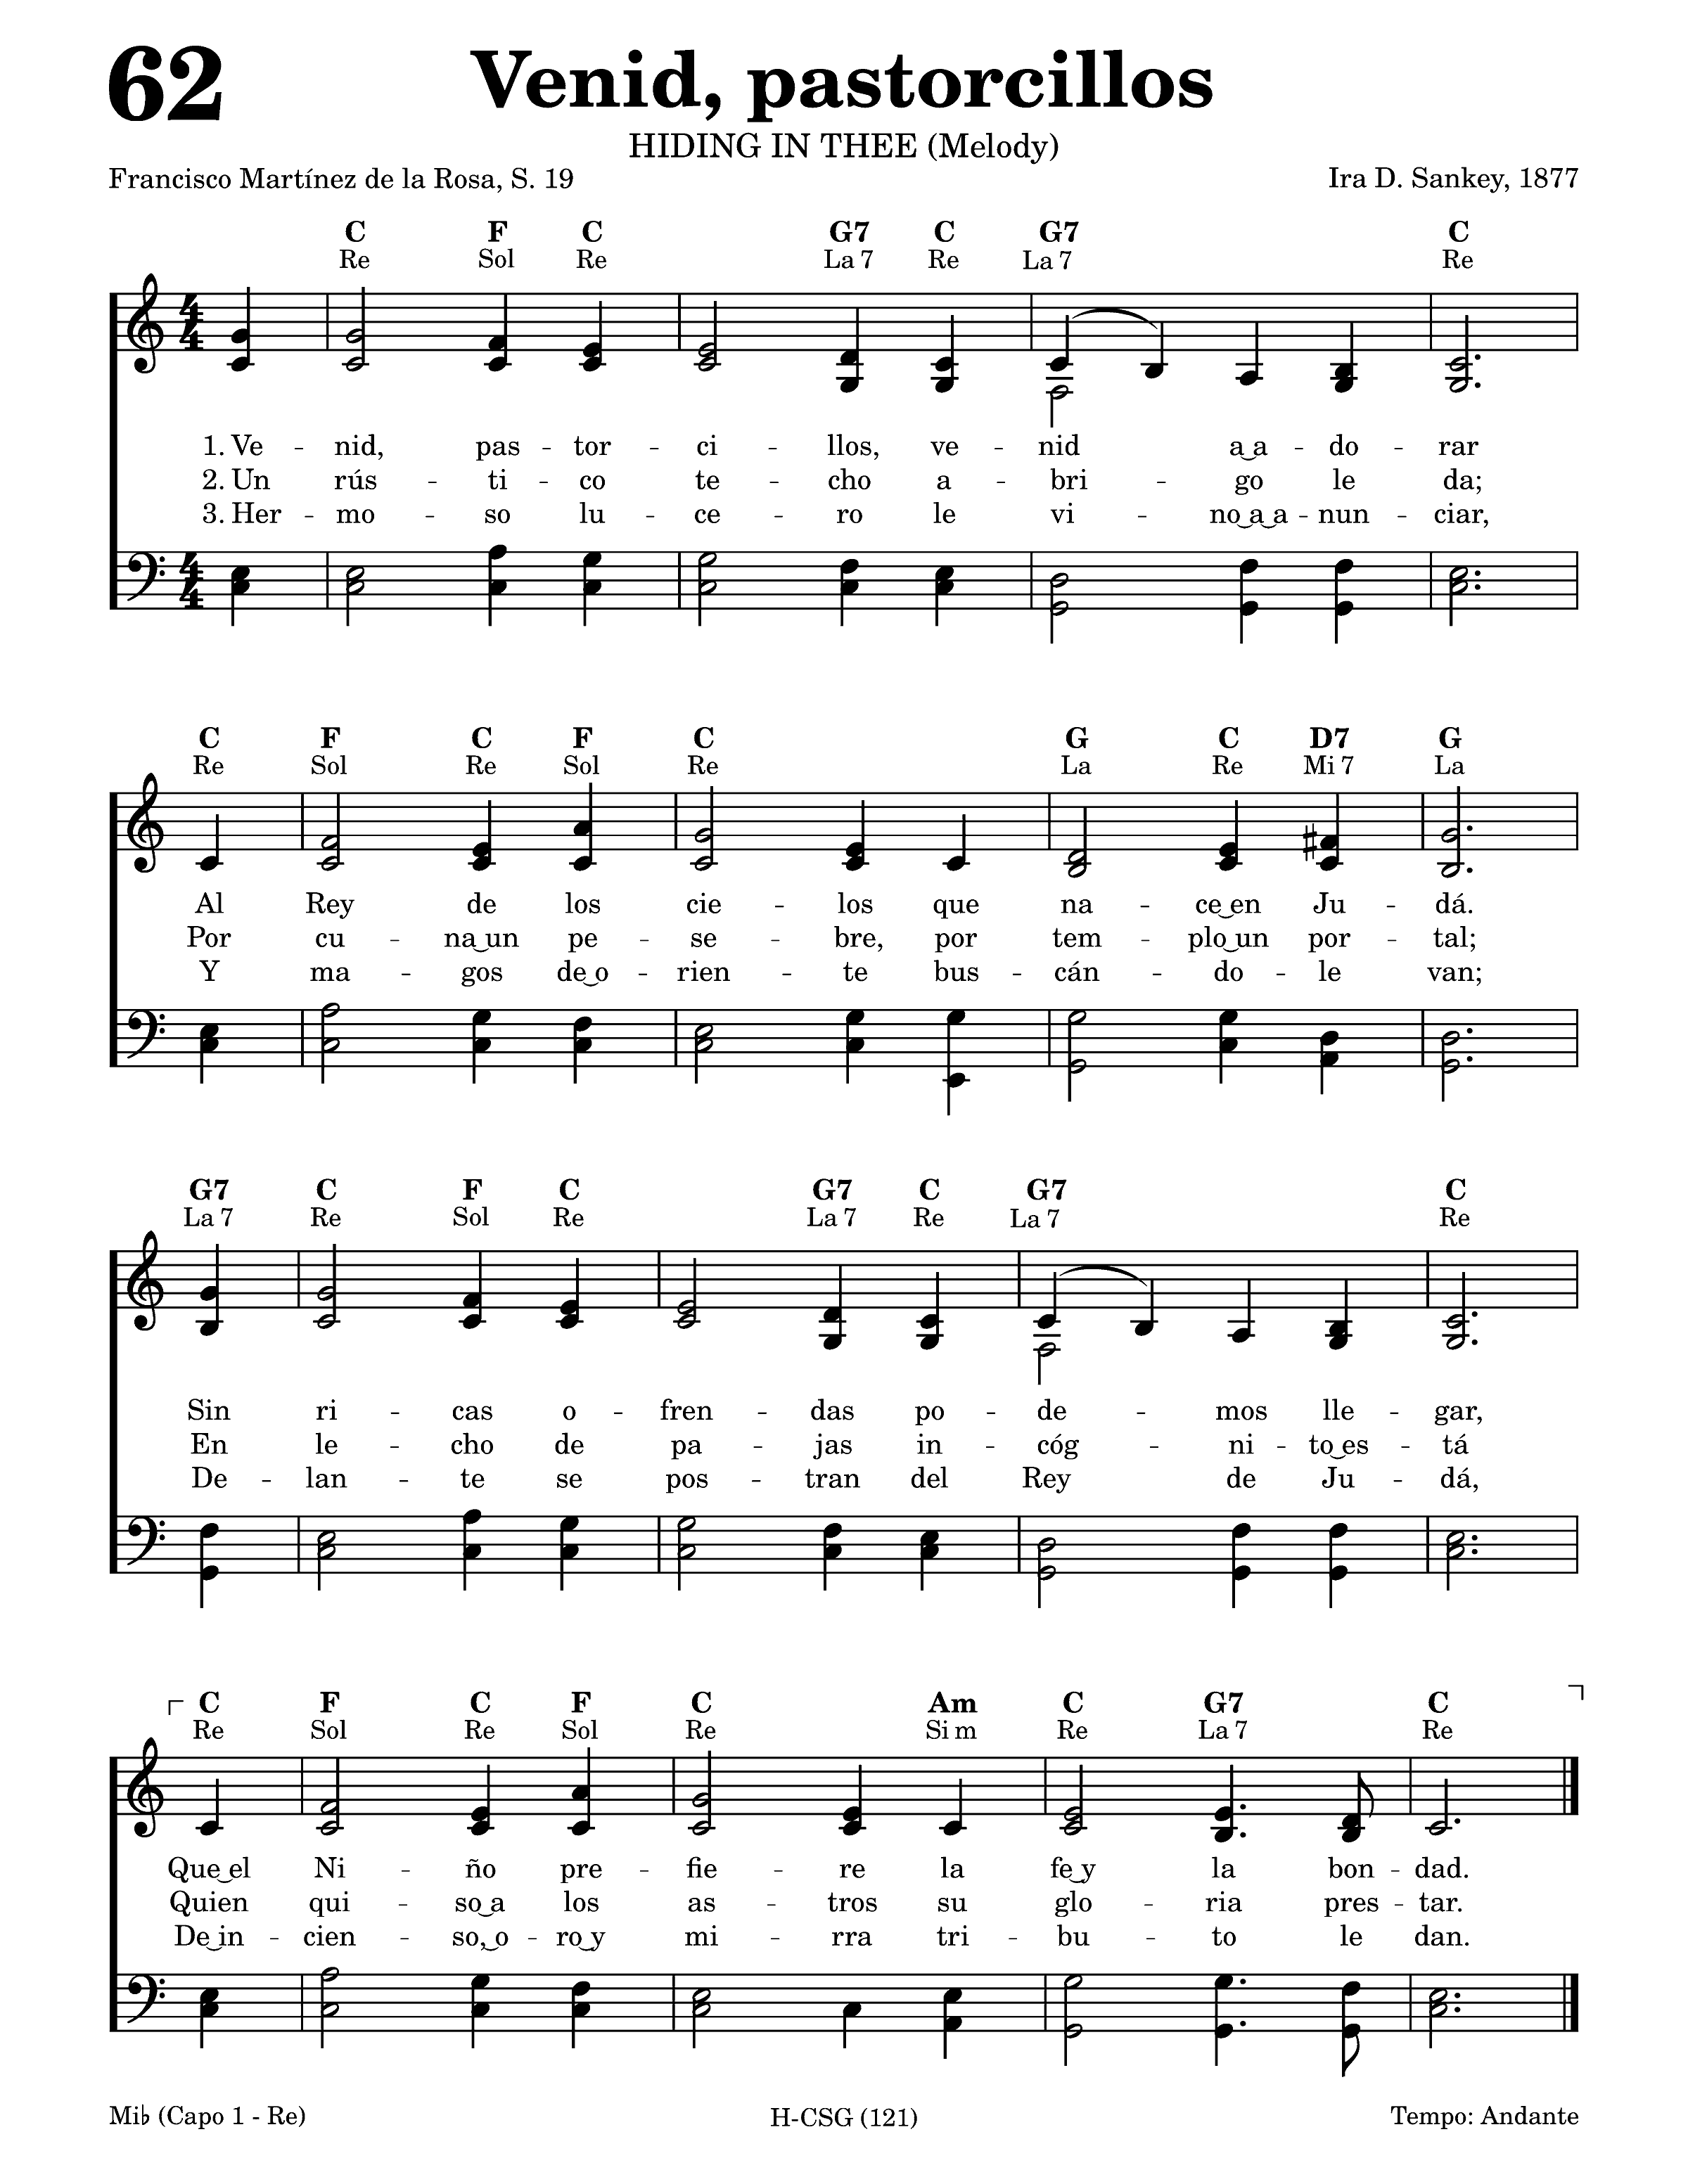 62
Venid, pastorcillos
HIDING IN THEE (Melody)
Francisco Martínez de la Rosa, S. 19
Ira D. Sankey, 1877
C F C G7 C G7 C
Re Sol Re La 7 Re La 7 Re
4 4
1. Ve - nid, pas - tor - ci - llos, ve - nid a‿a - do - rar
2. Un rús - ti - co te - cho a - bri - go le da;
3. Her - mo - so lu - ce - ro le vi - no‿a‿a - nun - ciar,
4 4
C F C F C G C D7 G
Re Sol Re Sol Re La Re Mi 7 La
Al Rey de los cie - los que na - ce‿en Ju - dá.
Por cu - na‿un pe - se - bre, por tem - plo‿un por - tal;
Y ma - gos de‿o - rien - te bus - cán - do - le van;
G7 C F C G7 C G7 C
La 7 Re Sol Re La 7 Re La 7 Re
Sin ri - cas o - fren - das po - de - mos lle - gar,
En le - cho de pa - jas in - cóg - ni - to‿es - tá
De - lan - te se pos - tran del Rey de Ju - dá,
C F C F C Am C G7 C
Re Sol Re Sol Re Si m Re La 7 Re
Que‿el Ni - ño pre - fie - re la fe‿y la bon - dad.
Quien qui - so‿a los as - tros su glo - ria pres - tar.
De‿in - cien - so,‿o - ro‿y mi - rra tri - bu - to le dan.
Mi♭ (Capo 1 - Re)
H-CSG (121)
Tempo: Andante